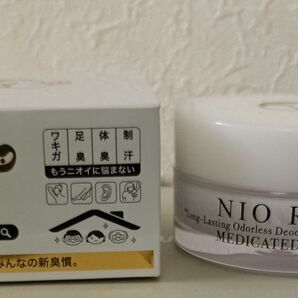 ワキガ 足臭 体臭 制汗
もうニオイに悩まない
みんなの新臭慣。
NIO
"Long-Lasting Odorless
MEDICATED